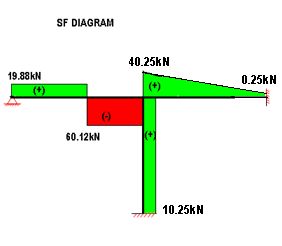 SF DIAGRAM
40.25kN
19.88kN
0.25kN
(+)
(+)
(-)
60.12kN
(+)
10.25kN